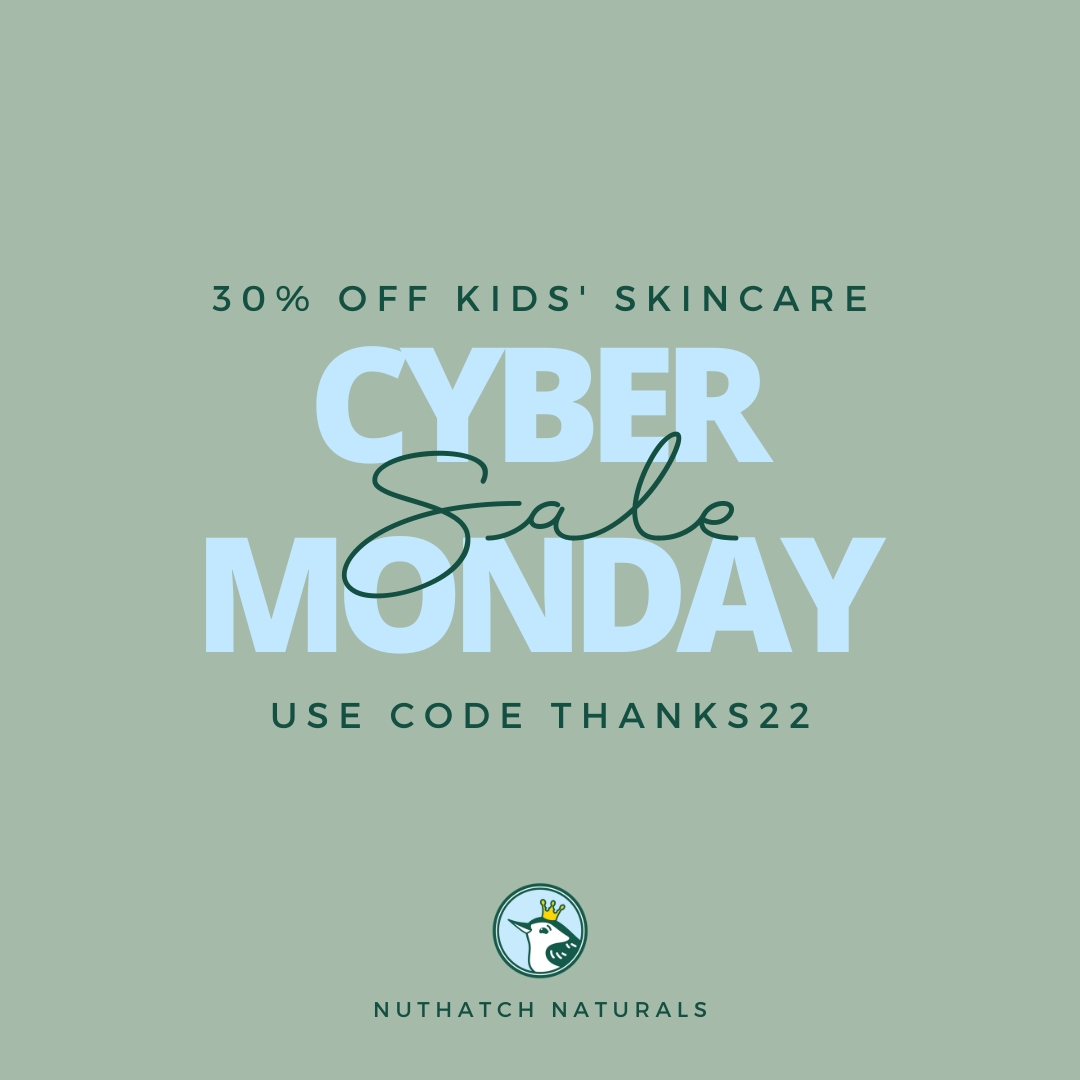 30% OFF KIDS' SKINCARE
CYBER
Sale
MONDAY
USE CODE THANKS22
NUTHATCH NATURALS